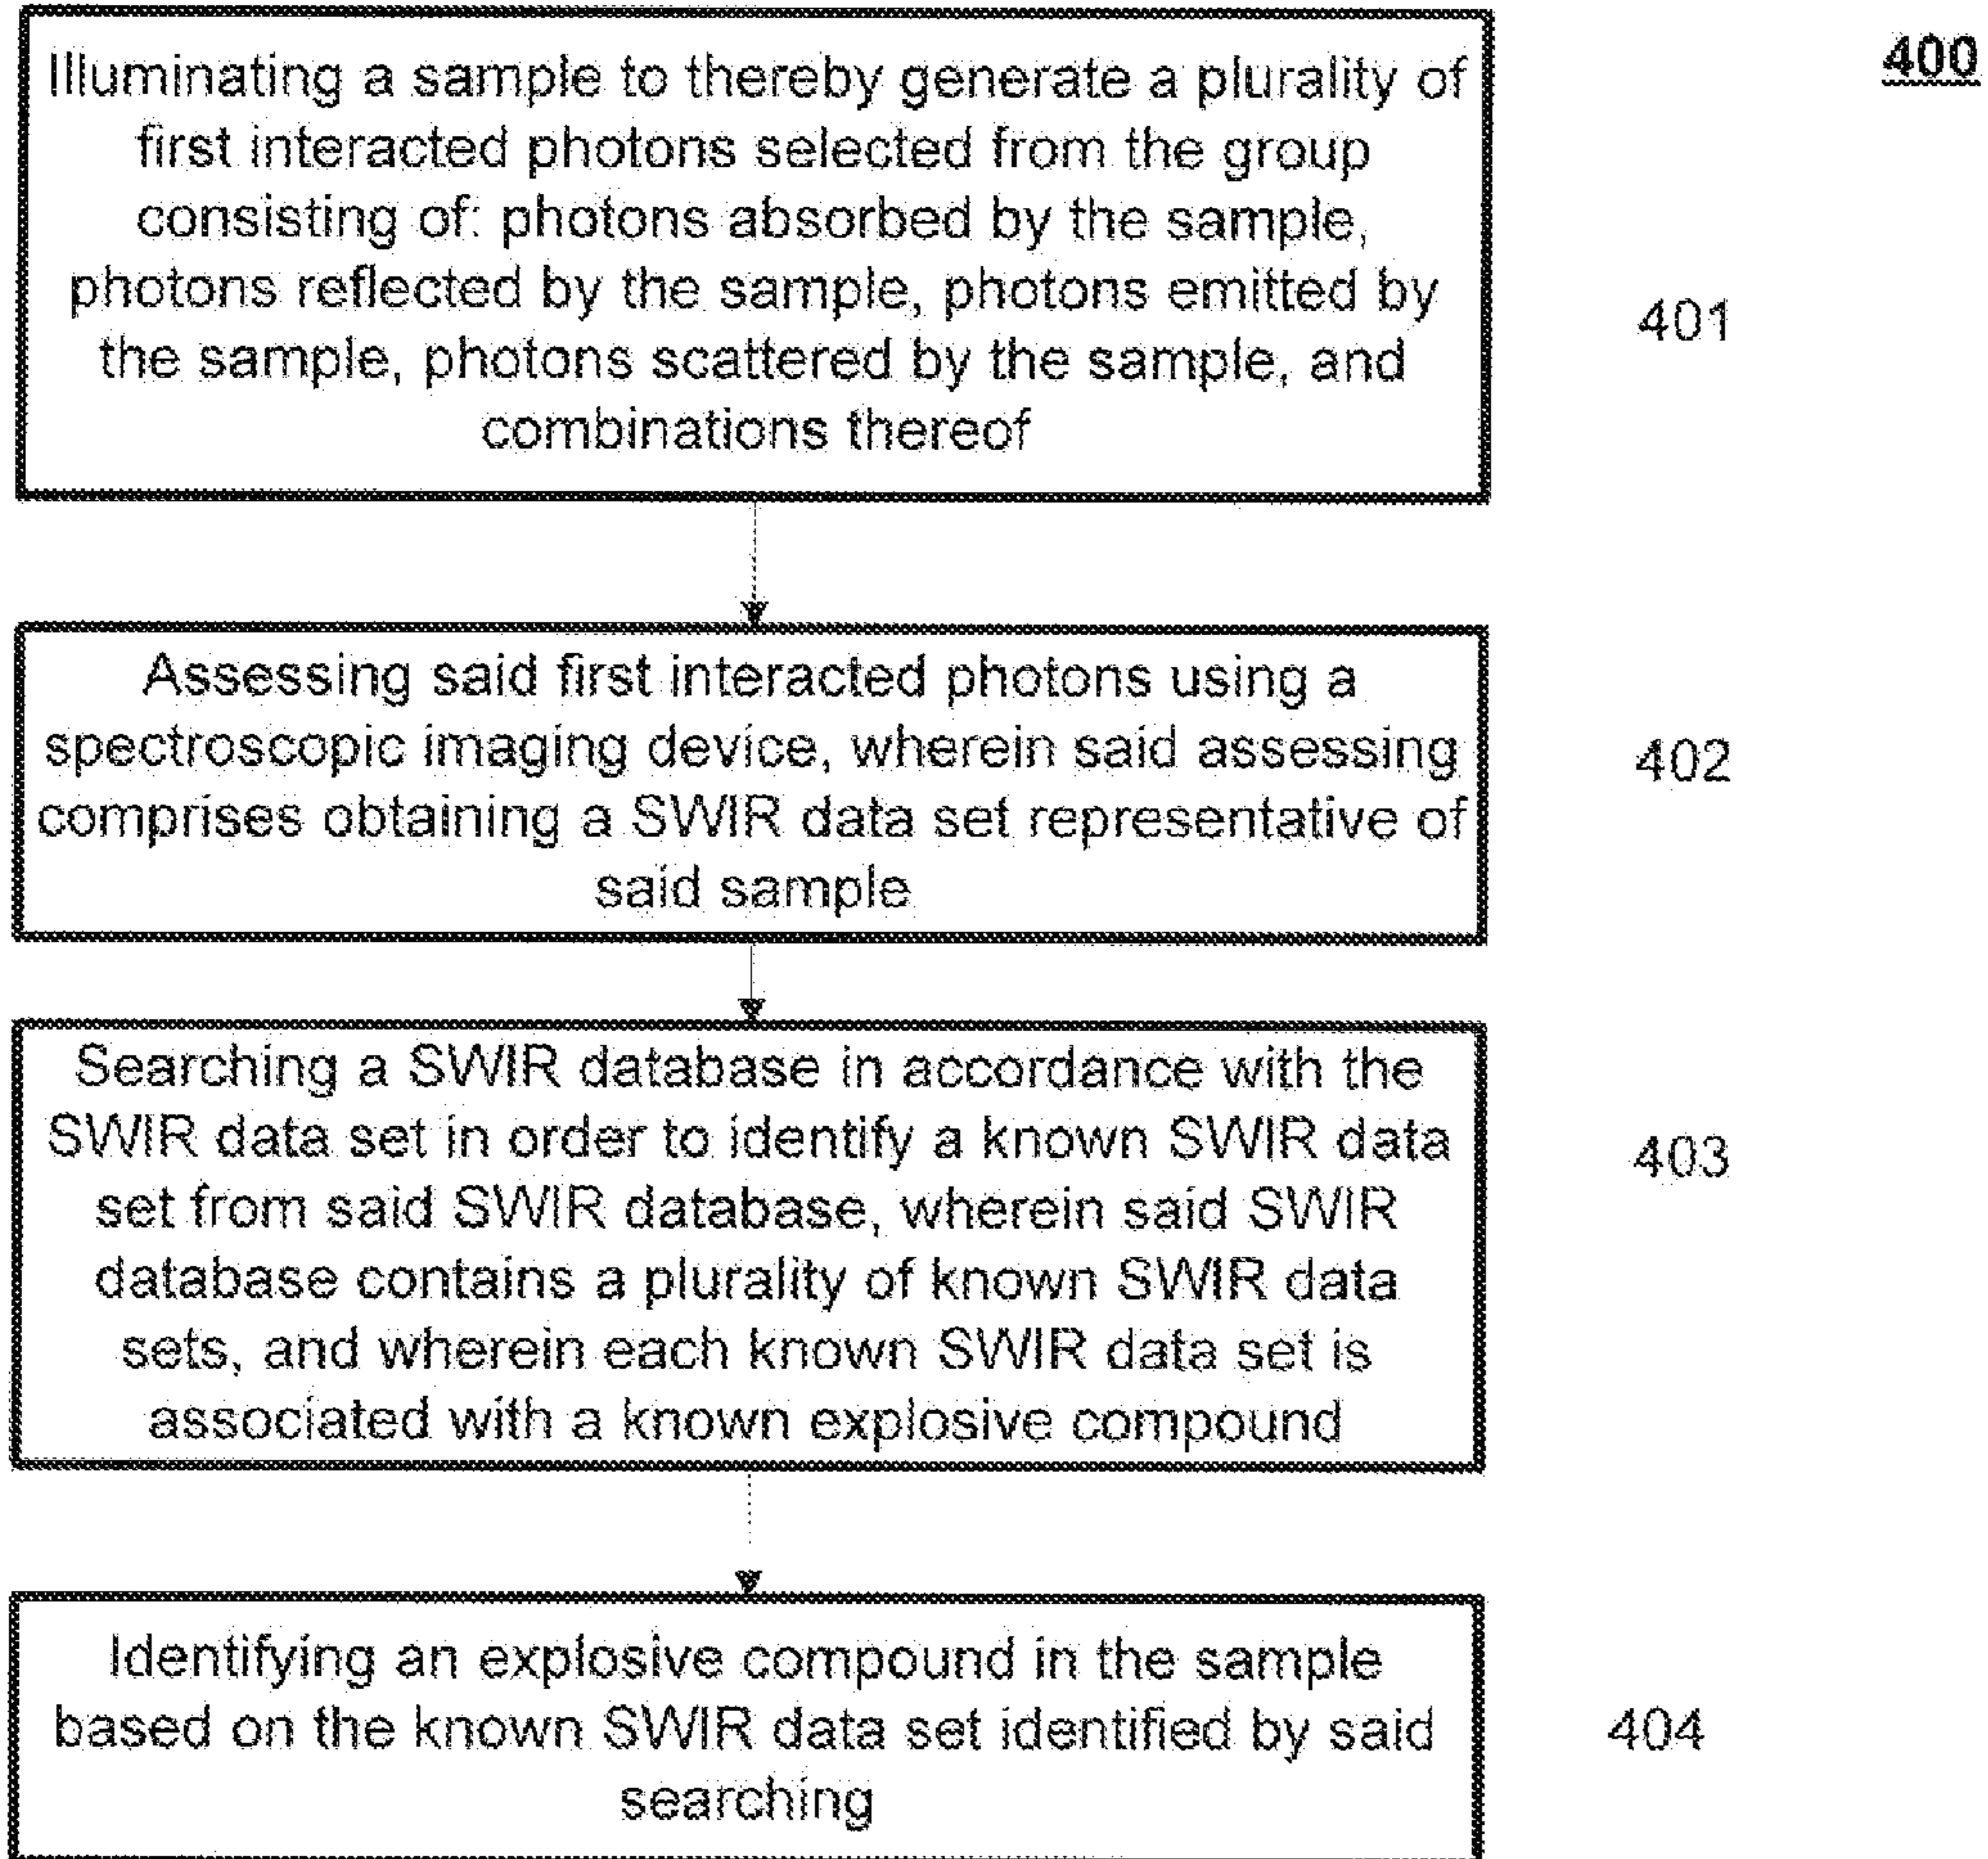 400
Illuminating a sample to thereby generate a plurality of
first interacted photons selected from the group
consisting of: photons absorbed by the sample,
photons reflected by the sample, photons emitted by
the sample, photons scattered by the sample, and
combinations thereof
401
Assessing said first interacted photons using a
spectroscopic imaging device, wherein said assessing
comprises obtaining a SWIR data set representative of
said sample
402
Searching a SWIR database in accordance with the
SWIR data set in order to identify a known SWIR data
set from said SWIR database, wherein said SWIR
database contains a plurality of known SWIR data
sets, and wherein each known SWIR data set is
associated with a known explosive compound
403
Identifying an explosive compound in the sample
based on the known SWIR data set identified by said
searching
404